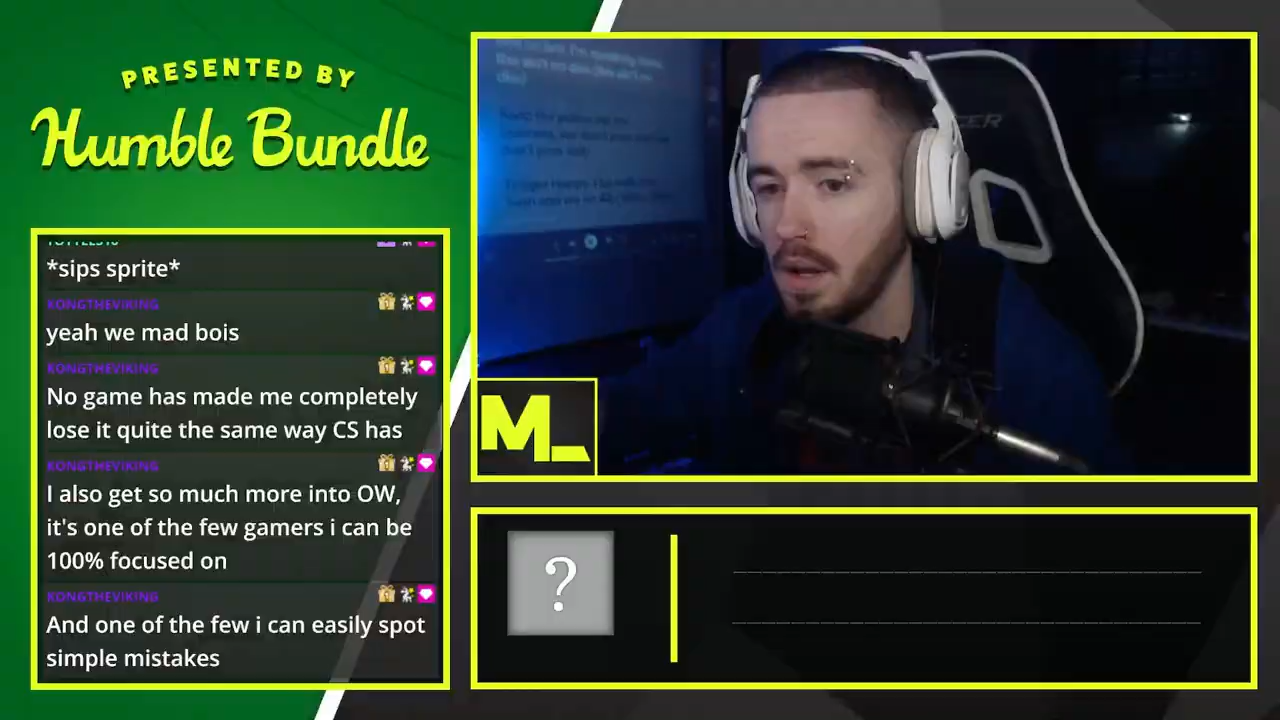 PRESENTED BY
Humble Bundle
*sips sprite*
KONGTHEVIKING
yeah we mad bois
KONGTHEVIKING
No game has made me completely
lose it quite the same way CS has
KONGTHEVIKING
I also get so much more into OW,
it's one of the few gamers i can be
100% focused on
KONGTHEVIKING
And one of the few i can easily spot
simple mistakes
M_
?